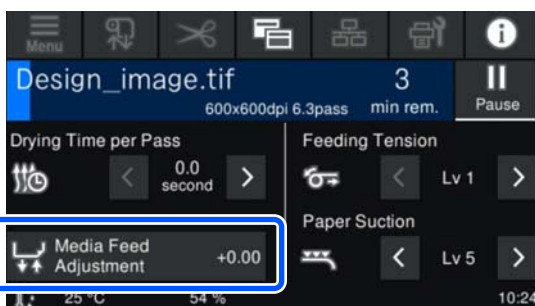 Menu
Design_image.tif
600x600dpi 6.3pass
3
min rem.
Pause
Drying Time per Pass
0.0
second
Feeding Tension
Lv 1
Media Feed
Adjustment
+0.00
Paper Suction
Lv 5
25 °C
54 %
10:24